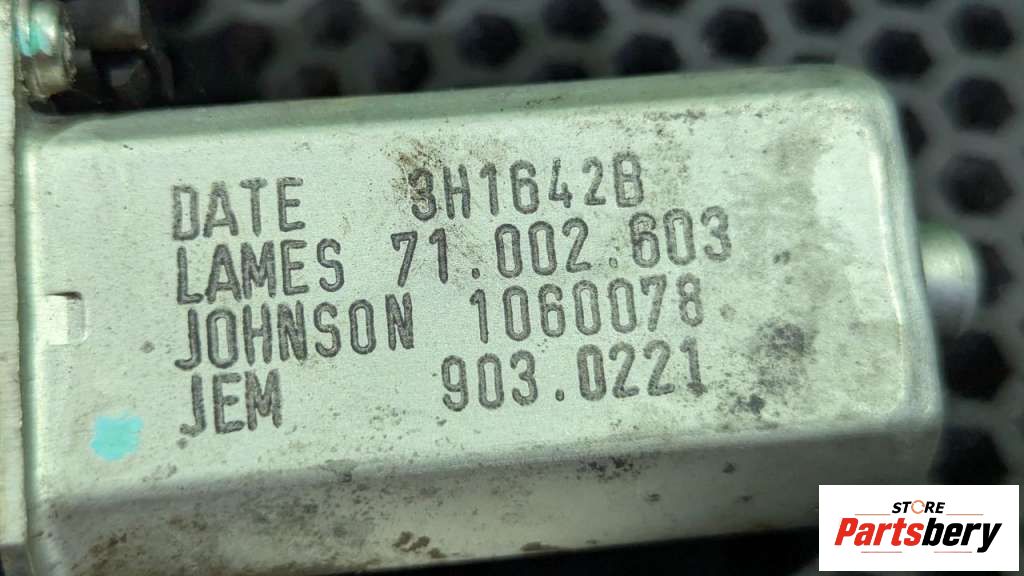 DATE 3H1642B
LAMES 71.002.603
JOHNSON 1060078
JEM 903.0221
STORE
Partsbery